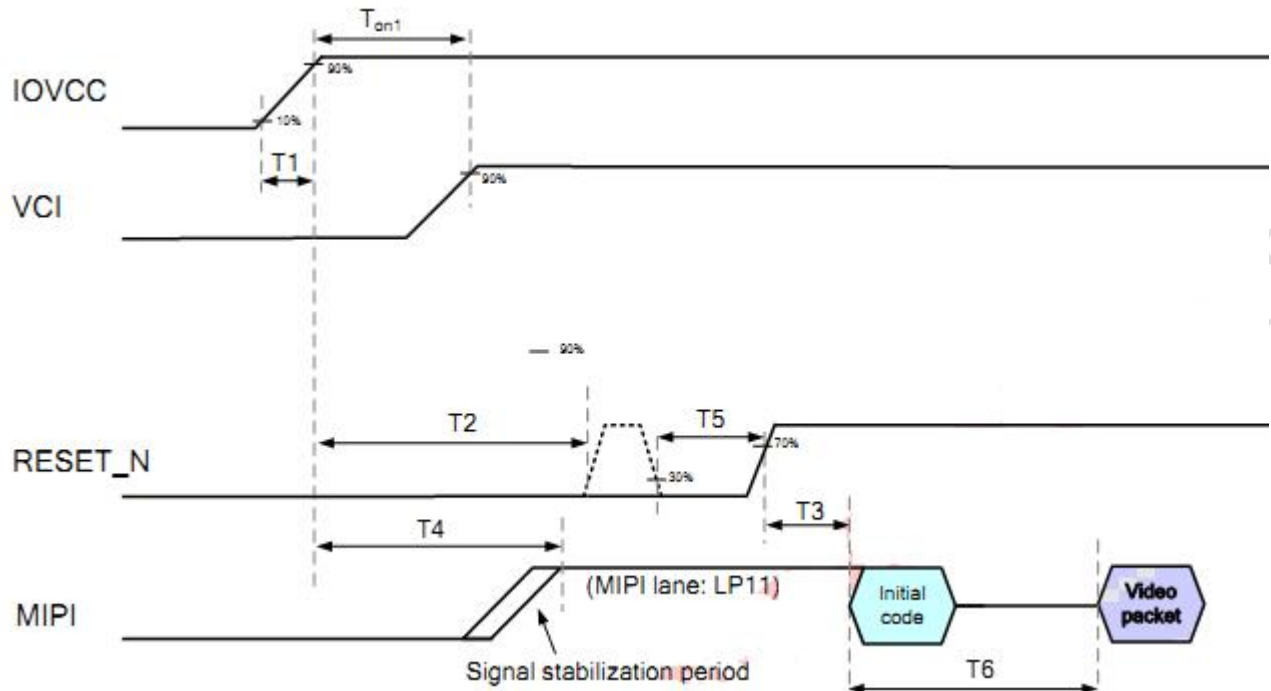 Ton1
IOVCC
90%
10%
T1
VCI
90%
90%
T2
T5
RESET_N
70%
30%
T3
T4
(MIPI lane: LP11)
MIPI
Initial
code
Video
packet
Signal stabilization period
T6